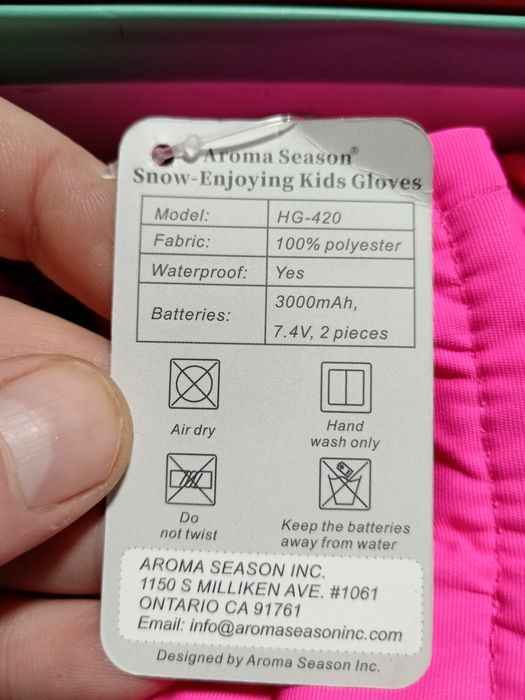 Aroma Season®
Snow-Enjoying Kids Gloves
Model: HG-420
Fabric: 100% polyester
Waterproof: Yes
Batteries: 3000mAh,
7.4V, 2 pieces
Air dry
Hand
wash only
Do
not twist
Keep the batteries
away from water
AROMA SEASON INC.
1150 S MILLIKEN AVE. #1061
ONTARIO CA 91761
Email: info@aromaseasoninc.com
Designed by Aroma Season Inc.